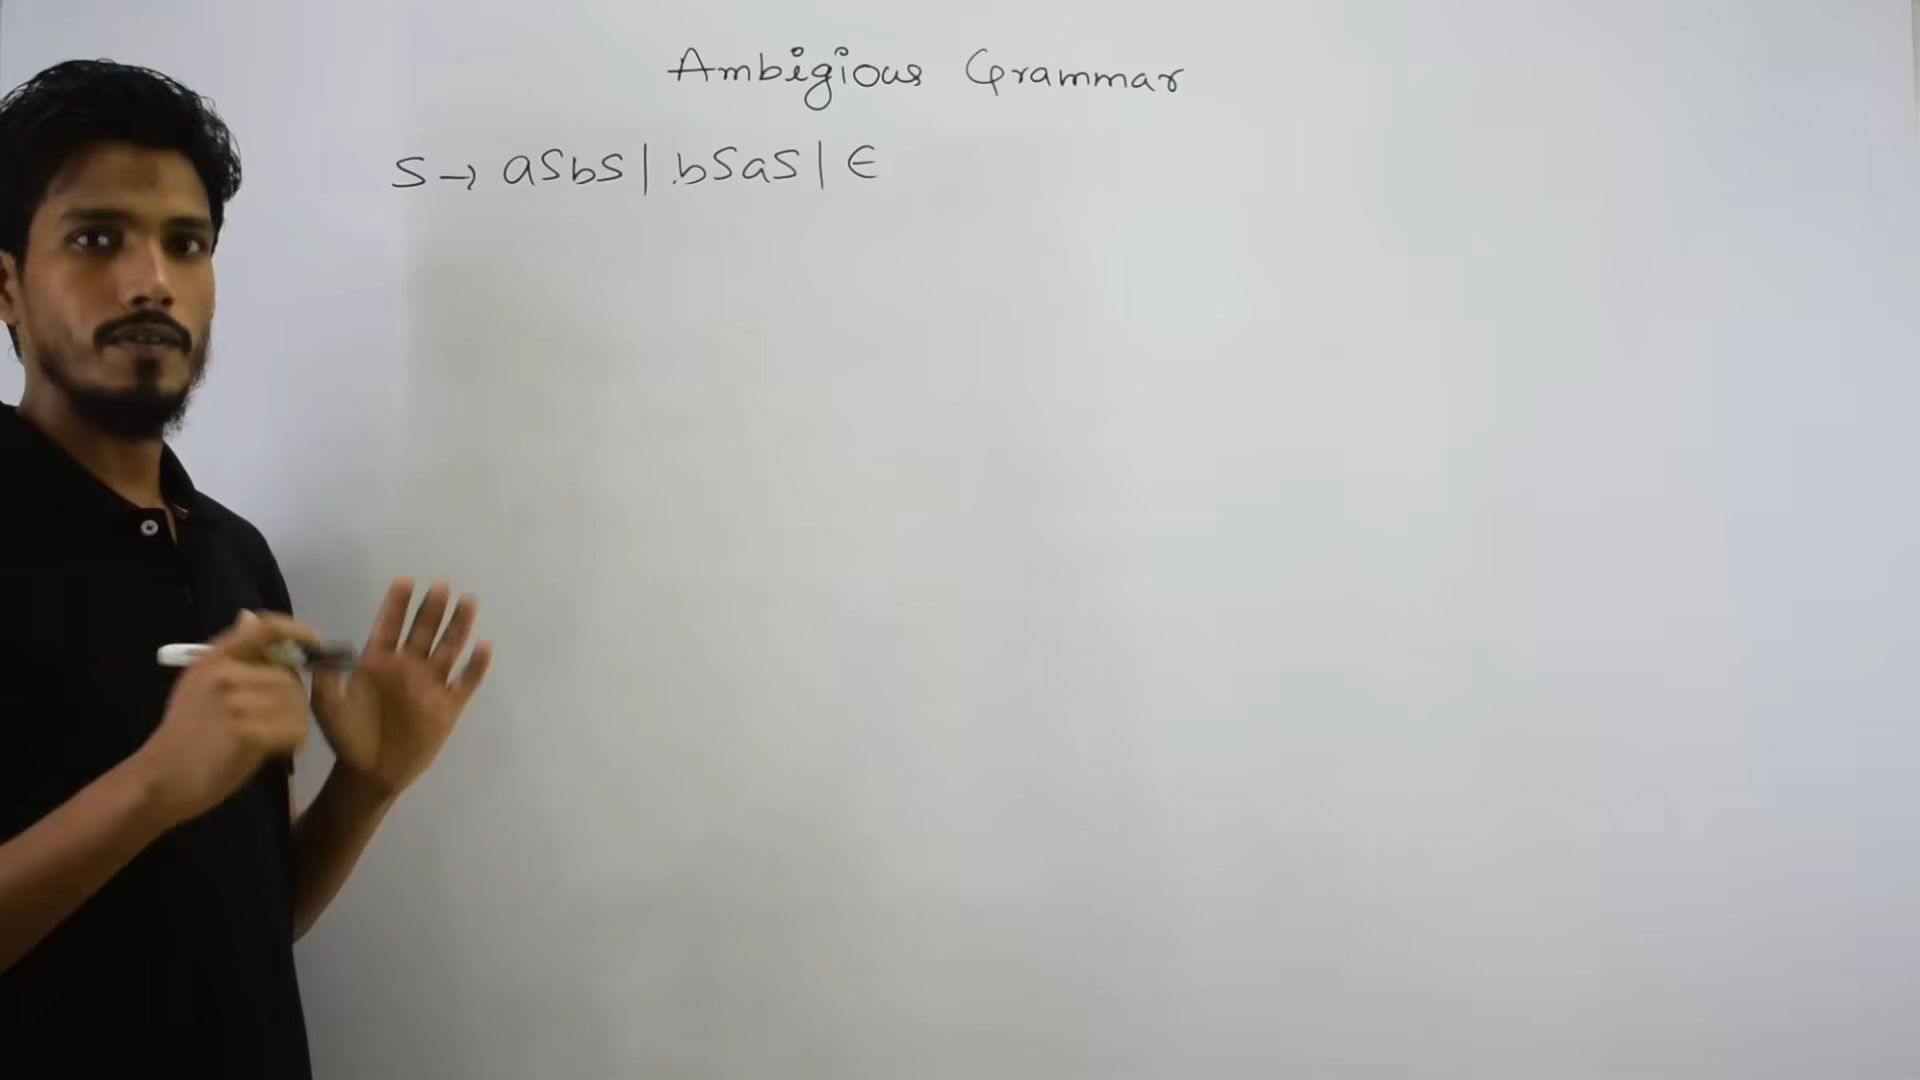 Ambigious Grammar
S → aSbS | bSaS | ∈